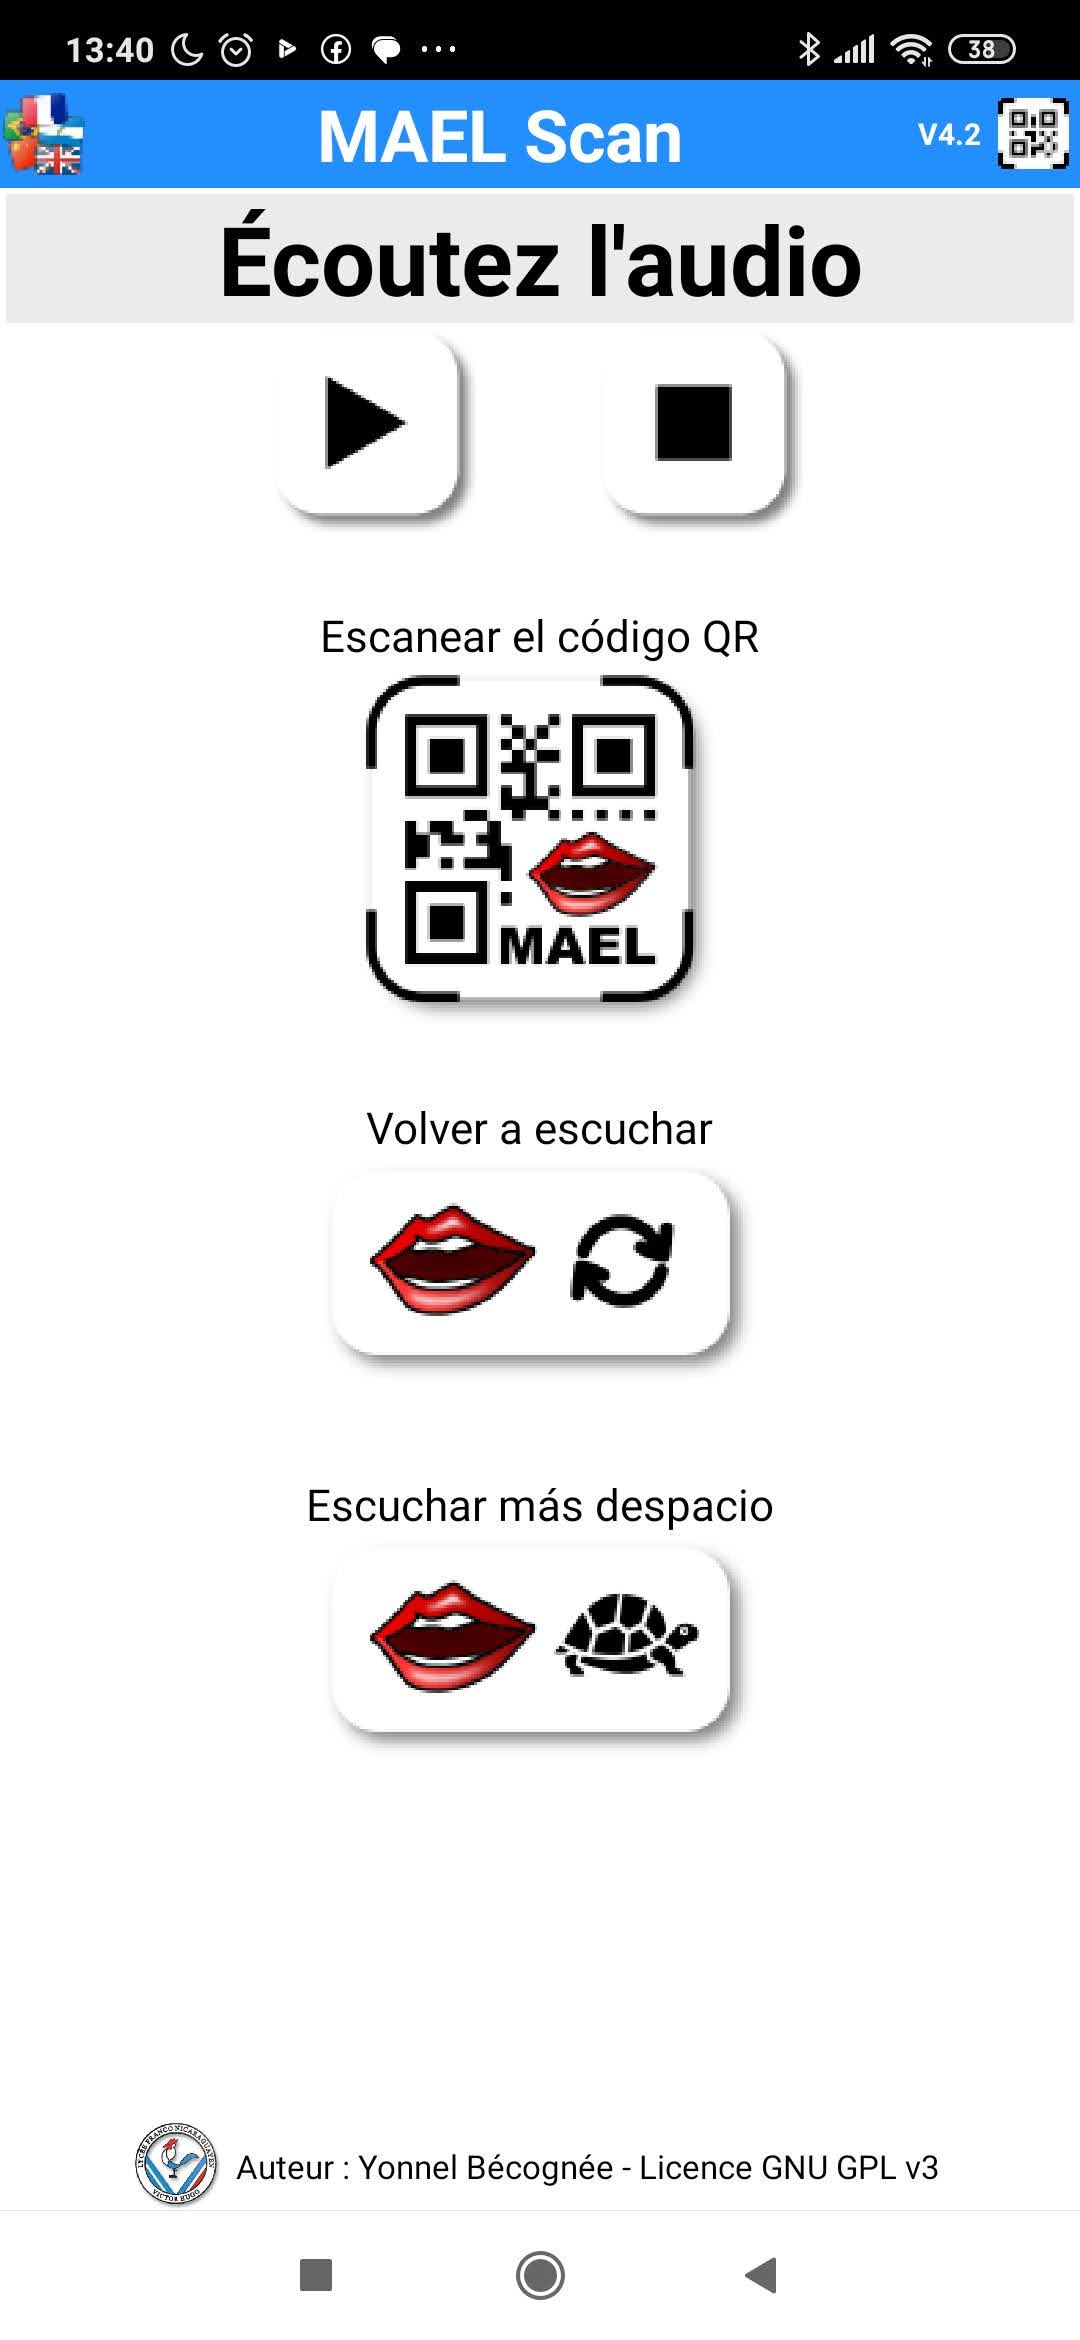 13:40
38
MAEL Scan
V4.2
Écoutez l'audio
Escanear el código QR
MAEL
Volver a escuchar
Escuchar más despacio
LYCÉE FRANCO NICARAGUAYEN
VICTOR HUGO
Auteur : Yonnel Bécognée - Licence GNU GPL v3